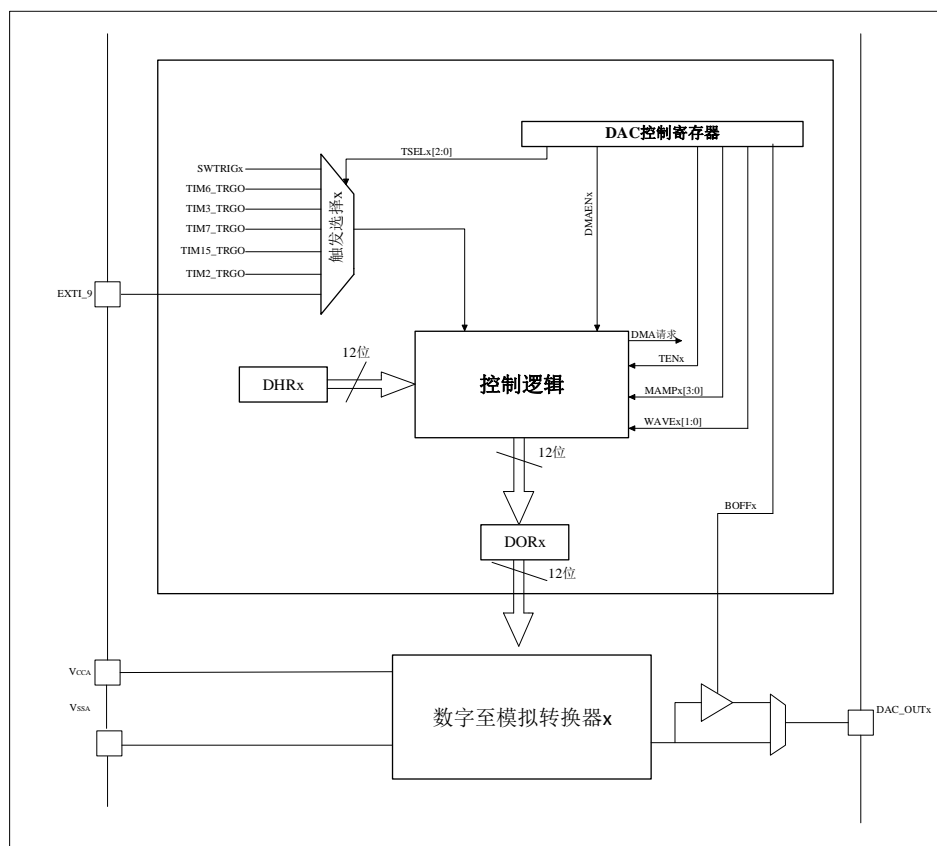 DAC控制寄存器
TSELx[2:0]
SWTRIGx
TIM6_TRGO
TIM3_TRGO
TIM7_TRGO
TIM15_TRGO
TIM2_TRGO
EXTI_9
触发选择x
DMAENx
DMA请求
TENx
MAMPx[3:0]
WAVEx[1:0]
12位
DHRx
控制逻辑
12位
BOFFx
DORx
12位
VCCA
VSSA
数字至模拟转换器x
DAC_OUTx